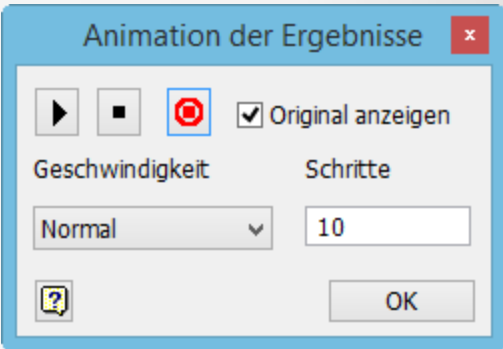 Animation der Ergebnisse
Original anzeigen
Geschwindigkeit Schritte
Normal 10
OK